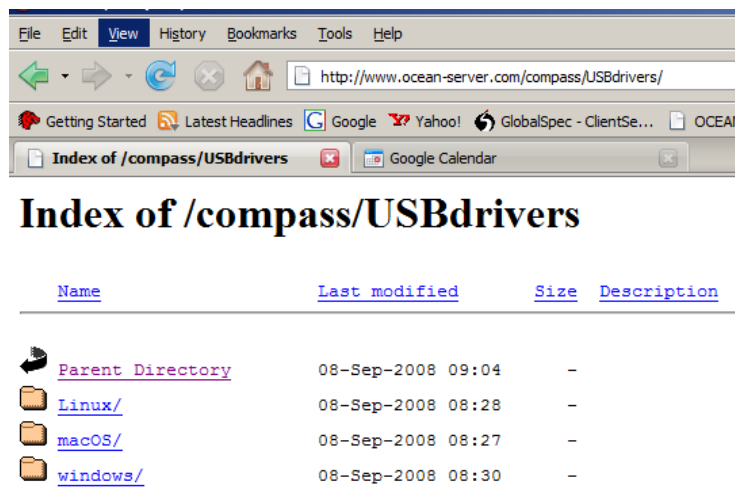 File Edit View History Bookmarks Tools Help
http://www.ocean-server.com/compass/USBdrivers/
Getting Started Latest Headlines G Google Y! Yahoo! GlobalSpec - ClientSe...
Index of /compass/USBdrivers Google Calendar
Index of /compass/USBdrivers
Name Last modified Size Description
Parent Directory 08-Sep-2008 09:04 -
Linux/ 08-Sep-2008 08:28 -
macOS/ 08-Sep-2008 08:27 -
windows/ 08-Sep-2008 08:30 -